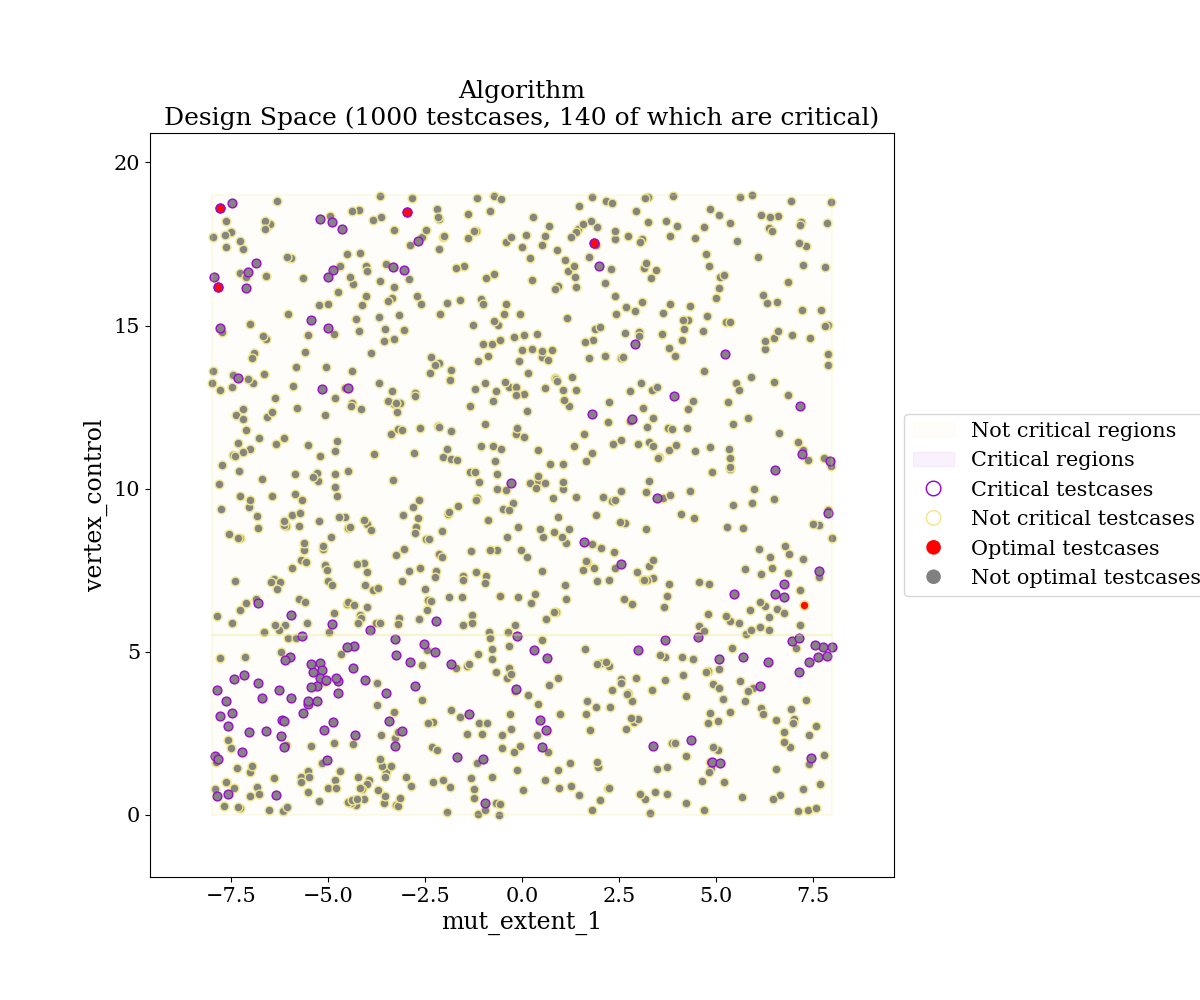 Algorithm
Design Space (1000 testcases, 140 of which are critical)
20
15
10
5
0
vertex_control
−7.5 −5.0 −2.5 0.0 2.5 5.0 7.5
mut_extent_1
Not critical regions
Critical regions
Critical testcases
Not critical testcases
Optimal testcases
Not optimal testcases